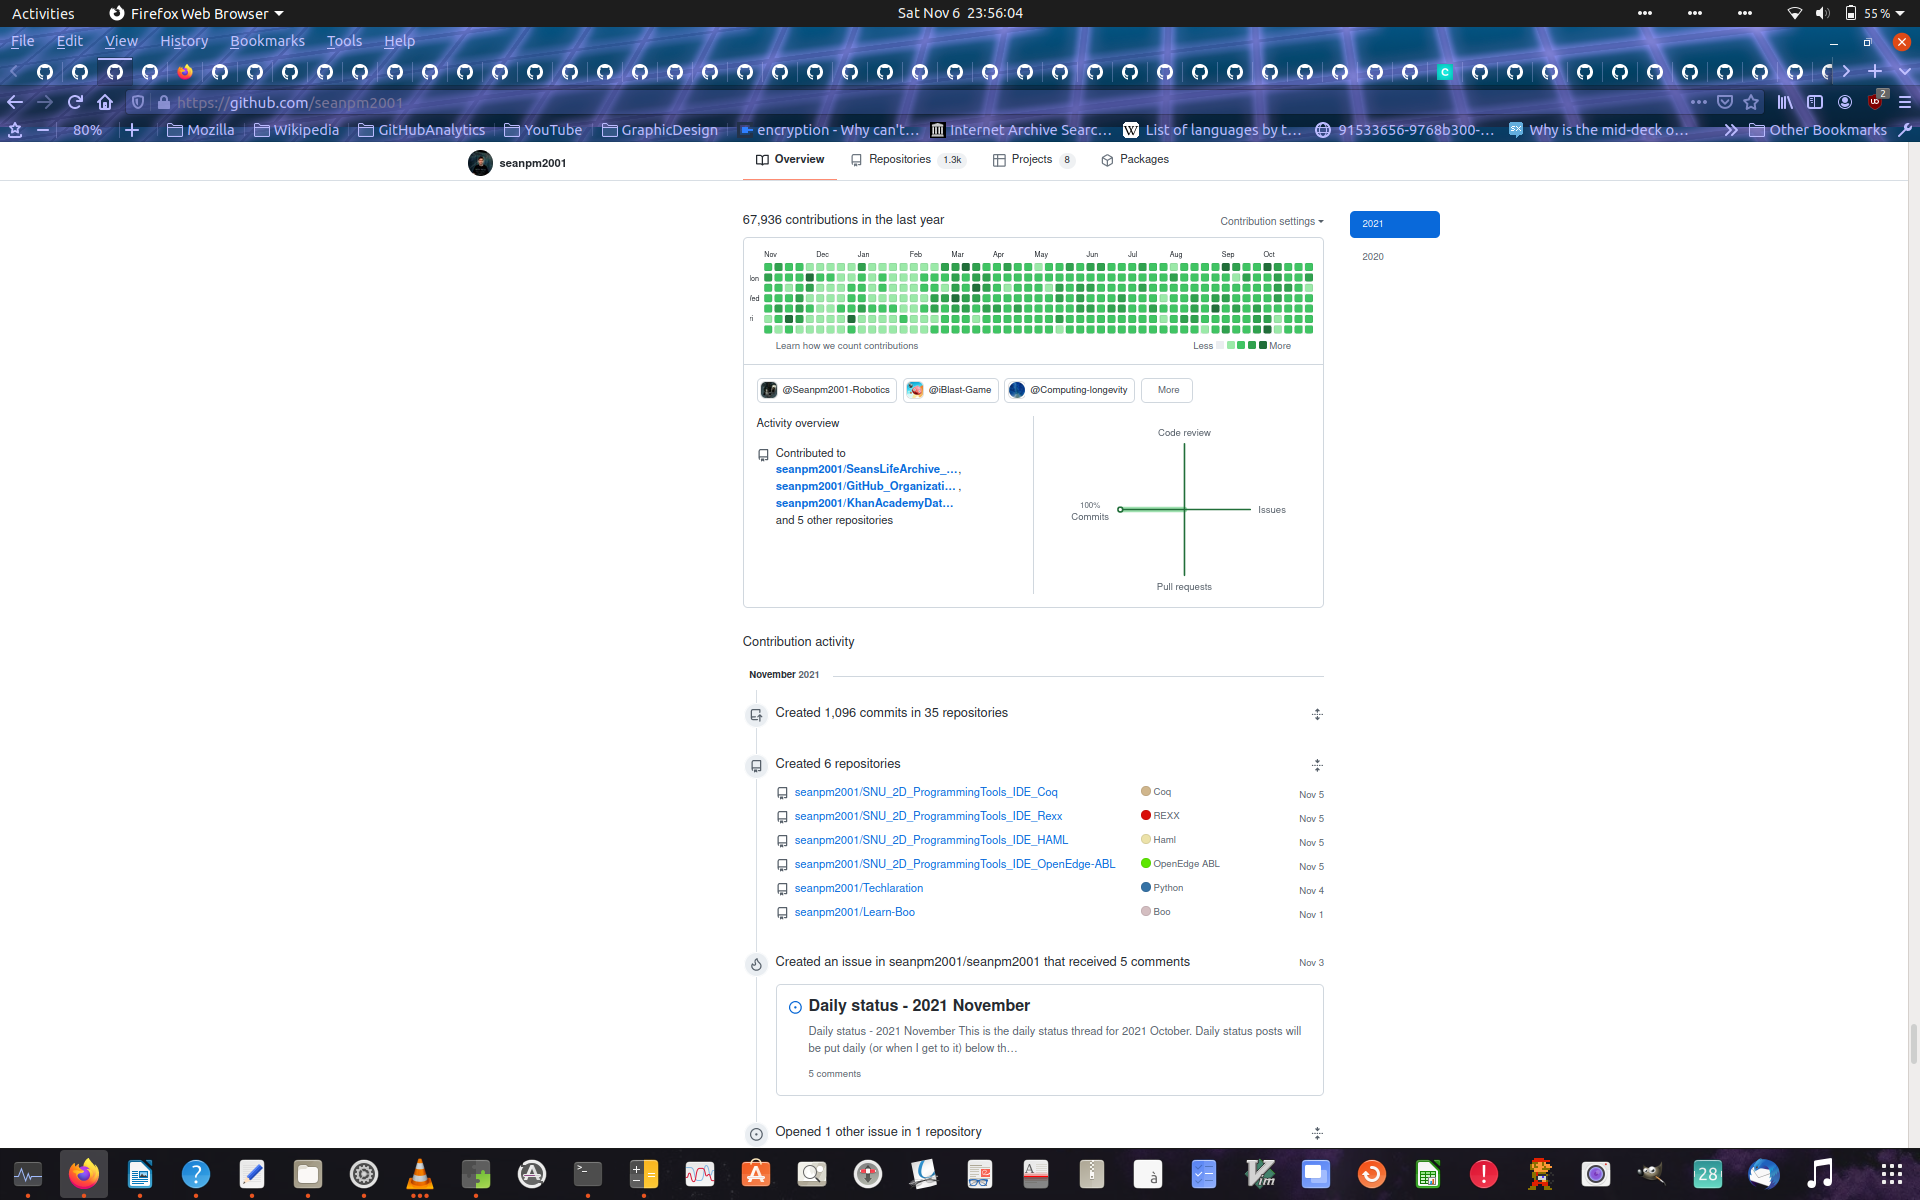 Activities
Firefox Web Browser
Sat Nov 6 23:56:04
55 %
File Edit View History Bookmarks Tools Help
https://github.com/seanpm2001
2
80%
Mozilla
Wikipedia
GitHubAnalytics
YouTube
GraphicDesign
encryption - Why can't…
Internet Archive Searc…
List of languages by t…
91533656-9768b300-…
Why is the mid-deck o…
Other Bookmarks
seanpm2001
Overview
Repositories 1.3k
Projects 8
Packages
67,936 contributions in the last year
Contribution settings
2021
2020
Nov Dec Jan Feb Mar Apr May Jun Jul Aug Sep Oct
Learn how we count contributions
Less
More
@Seanpm2001-Robotics
@iBlast-Game
@Computing-longevity
More
Activity overview
Contributed to
seanpm2001/SeansLifeArchive_…,
seanpm2001/GitHub_Organizati… ,
seanpm2001/KhanAcademyDat…
and 5 other repositories
Code review
100%
Commits
Issues
Pull requests
Contribution activity
November 2021
Created 1,096 commits in 35 repositories
Created 6 repositories
seanpm2001/SNU_2D_ProgrammingTools_IDE_Coq Coq Nov 5
seanpm2001/SNU_2D_ProgrammingTools_IDE_Rexx REXX Nov 5
seanpm2001/SNU_2D_ProgrammingTools_IDE_HAML Haml Nov 5
seanpm2001/SNU_2D_ProgrammingTools_IDE_OpenEdge-ABL OpenEdge ABL Nov 5
seanpm2001/Techlaration Python Nov 4
seanpm2001/Learn-Boo Boo Nov 1
Created an issue in seanpm2001/seanpm2001 that received 5 comments Nov 3
Daily status - 2021 November
Daily status - 2021 November This is the daily status thread for 2021 October. Daily status posts will
be put daily (or when I get to it) below th…
5 comments
Opened 1 other issue in 1 repository
28